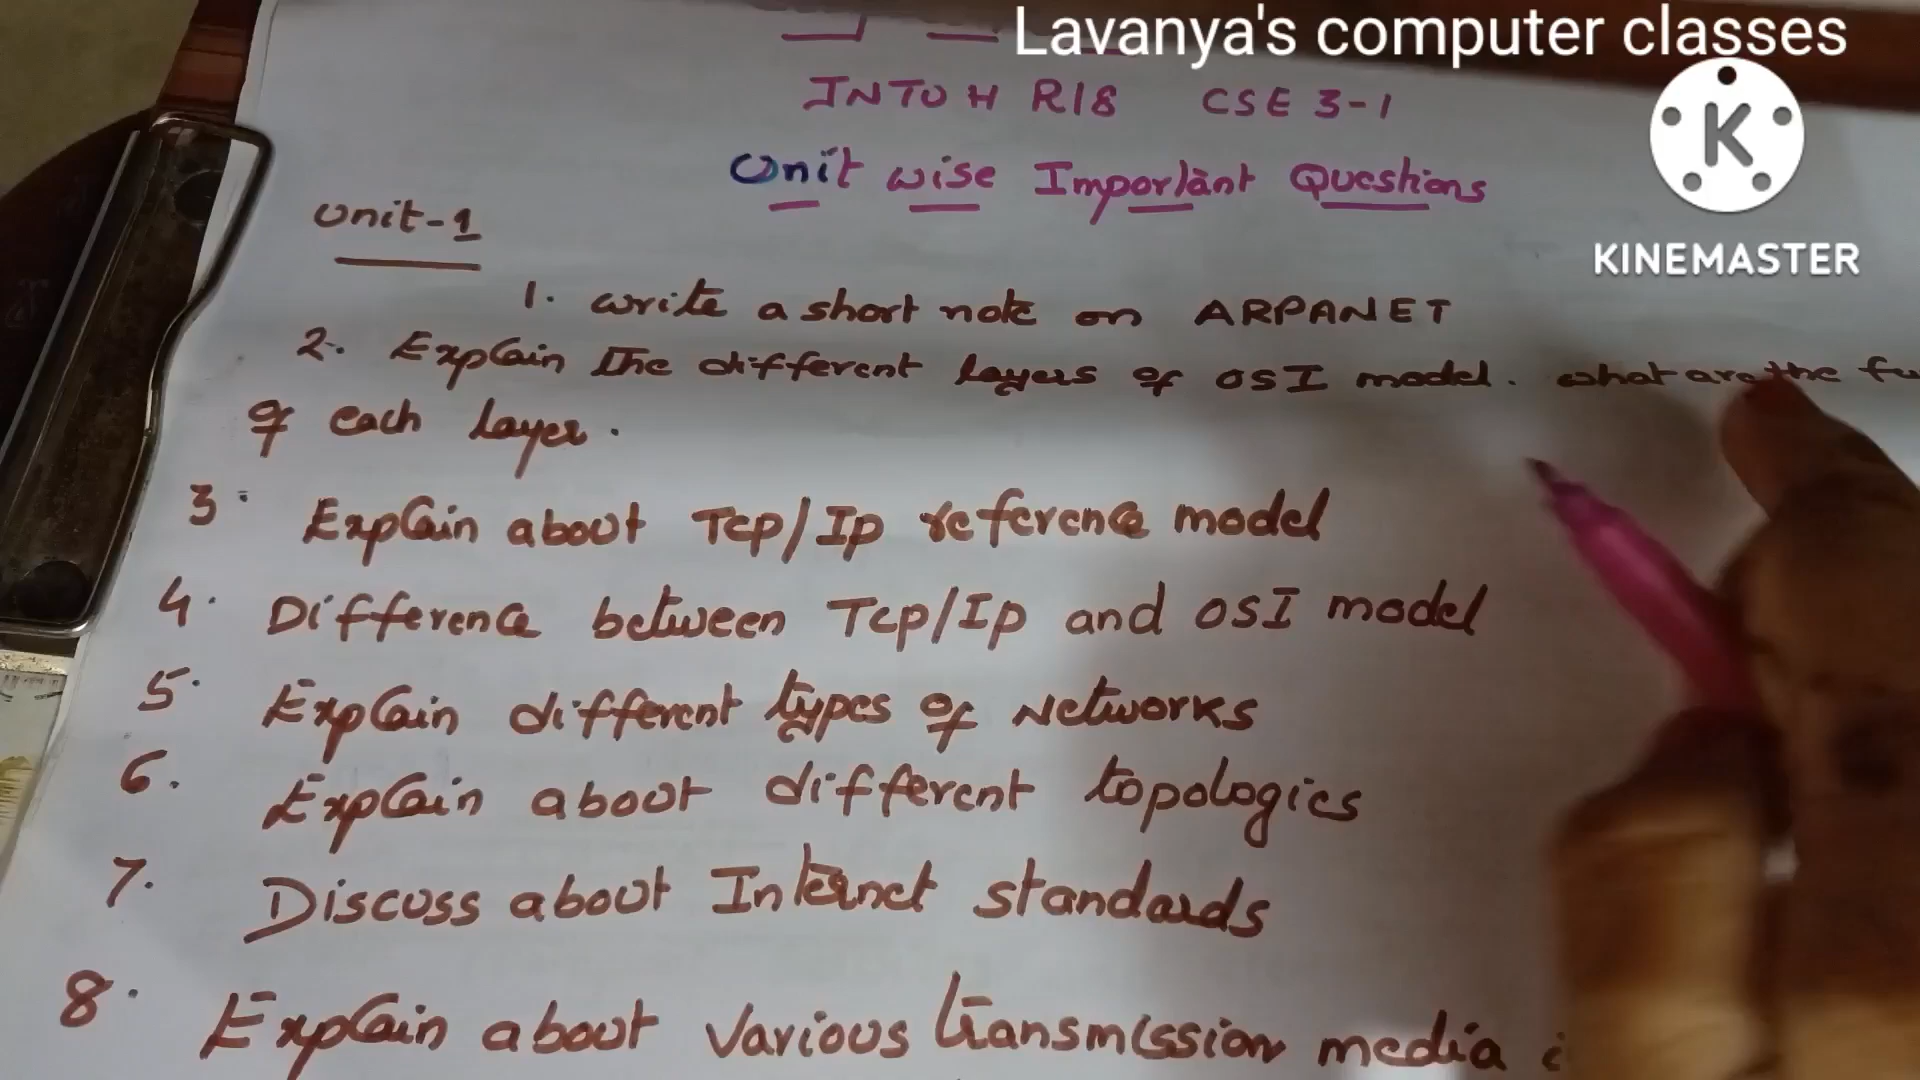 Lavanya's computer classes
JNTUH R18 CSE 3-1
Unit wise Important Questions
KINEMASTER
Unit-1
1. Write a short note on ARPANET
2. Explain the different layers of OSI model. what are the
of each layer.
3. Explain about Tcp/Ip reference model
4. Difference between Tcp/Ip and OSI model
5. Explain different types of Networks
6. Explain about different topologies
7. Discuss about Internet standards
8. Explain about various transmission media